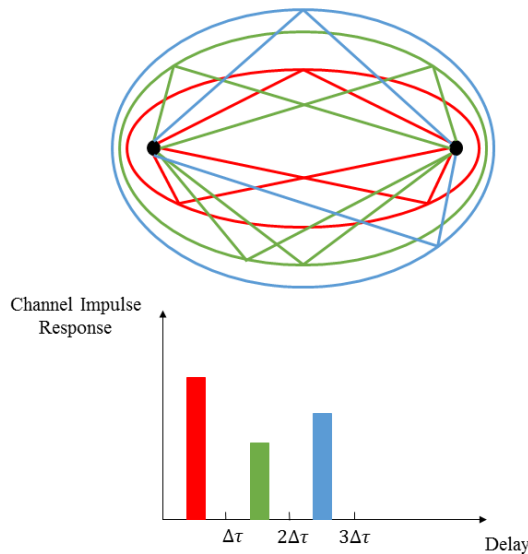 Channel Impulse
Response
Δτ
2Δτ
3Δτ
Delay